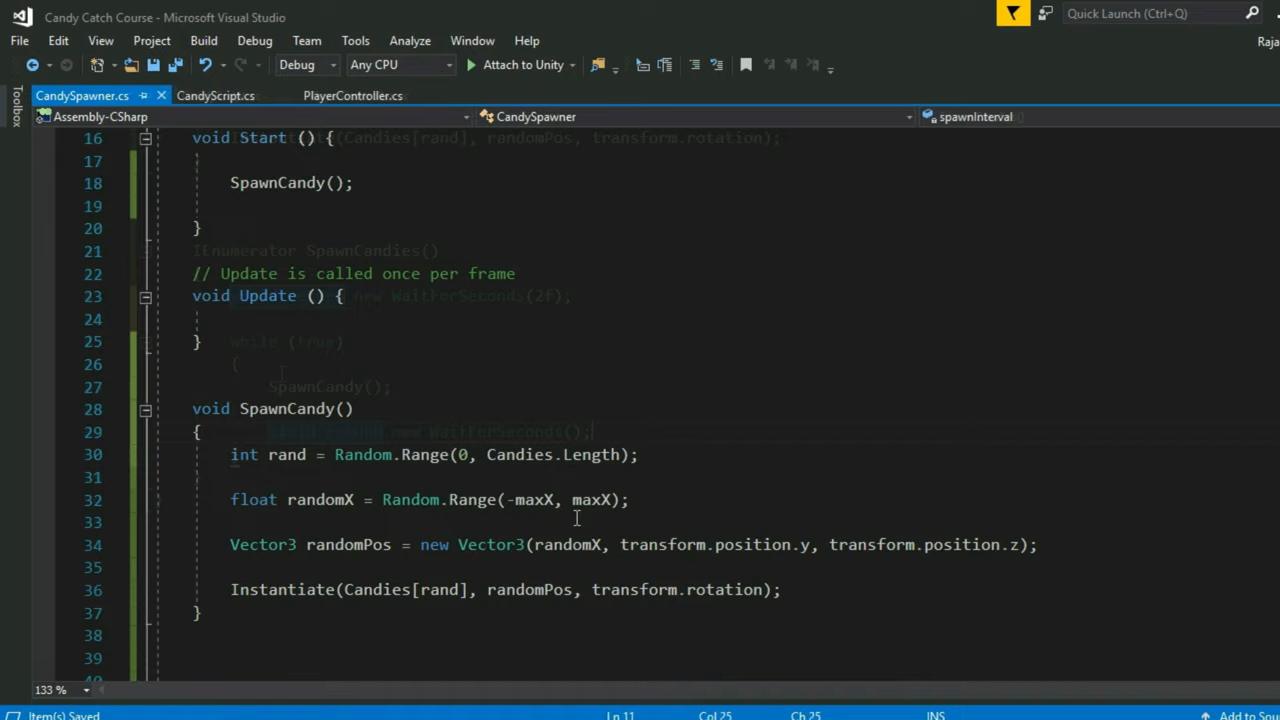 Candy Catch Course - Microsoft Visual Studio
Quick Launch (Ctrl+Q)
File Edit View Project Build Debug Team Tools Analyze Window Help
Raja
Debug Any CPU Attach to Unity
Toolbox
CandySpawner.cs CandyScript.cs PlayerController.cs
Assembly-CSharp CandySpawner spawnInterval
16 void Start () {
(Candies[rand], randomPos, transform.rotation);
17
18 SpawnCandy();
19
20 }
21 IEnumerator SpawnCandies()
22 // Update is called once per frame
23 void Update () {
new WaitForSeconds(2f);
24
25 }
while (true)
26 {
27 SpawnCandy();
28 void SpawnCandy()
29 {
new WaitForSeconds();
30 int rand = Random.Range(0, Candies.Length);
31
32 float randomX = Random.Range(-maxX, maxX);
33
34 Vector3 randomPos = new Vector3(randomX, transform.position.y, transform.position.z);
35
36 Instantiate(Candies[rand], randomPos, transform.rotation);
37 }
38
39
40
133 %
Item(s) Saved Ln 11 Col 25 Ch 25 INS Add to Sou